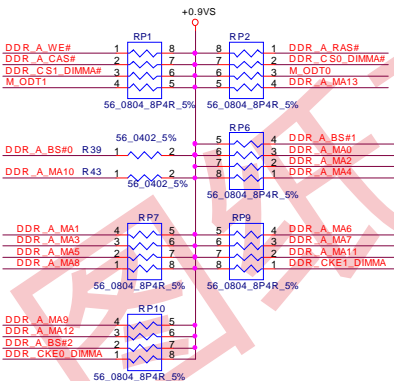 +0.9VS
RP1 RP2
DDR_A_WE# 1 8 8 1 DDR_A_RAS#
DDR_A_CAS# 2 7 7 2 DDR_CS0_DIMMA#
DDR_CS1_DIMMA# 3 6 6 3 M_ODT0
M_ODT1 4 5 5 4 DDR_A_MA13
56_0804_8P4R_5% 56_0804_8P4R_5%
RP6
56_0402_5% 5 4 DDR_A_BS#1
DDR_A_BS#0 R39 1 2 6 3 DDR_A_MA0
7 2 DDR_A_MA2
DDR_A_MA10 R43 1 2 8 1 DDR_A_MA4
56_0402_5% 56_0804_8P4R_5%
RP7 RP9
DDR_A_MA1 4 5 5 4 DDR_A_MA6
DDR_A_MA3 3 6 6 3 DDR_A_MA7
DDR_A_MA5 2 7 7 2 DDR_A_MA11
DDR_A_MA8 1 8 8 1 DDR_CKE1_DIMMA
56_0804_8P4R_5% 56_0804_8P4R_5%
RP10
DDR_A_MA9 4 5
DDR_A_MA12 3 6
DDR_A_BS#2 2 7
DDR_CKE0_DIMMA 1 8
56_0804_8P4R_5%